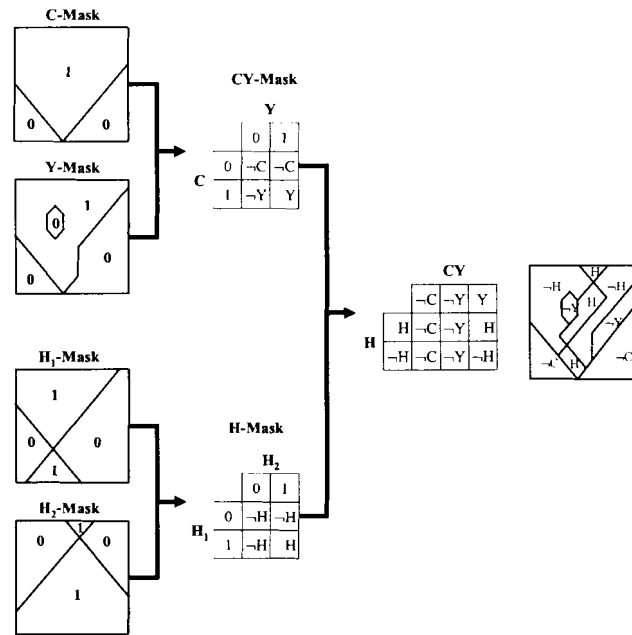 C-Mask
1
0 0
Y-Mask
1
0
0
0
CY-Mask
Y
0 1
0 ¬C ¬C
C
1 ¬Y Y
H₁-Mask
1
0 0
1
H₂-Mask
1
0 0
1
H-Mask
H₂
0 1
0 ¬H ¬H
H₁
1 ¬H H
CY
¬C ¬Y Y
H ¬C ¬Y H
H
¬H ¬C ¬Y ¬H
H
¬H ¬H
¬Y H
¬Y
¬C H ¬C